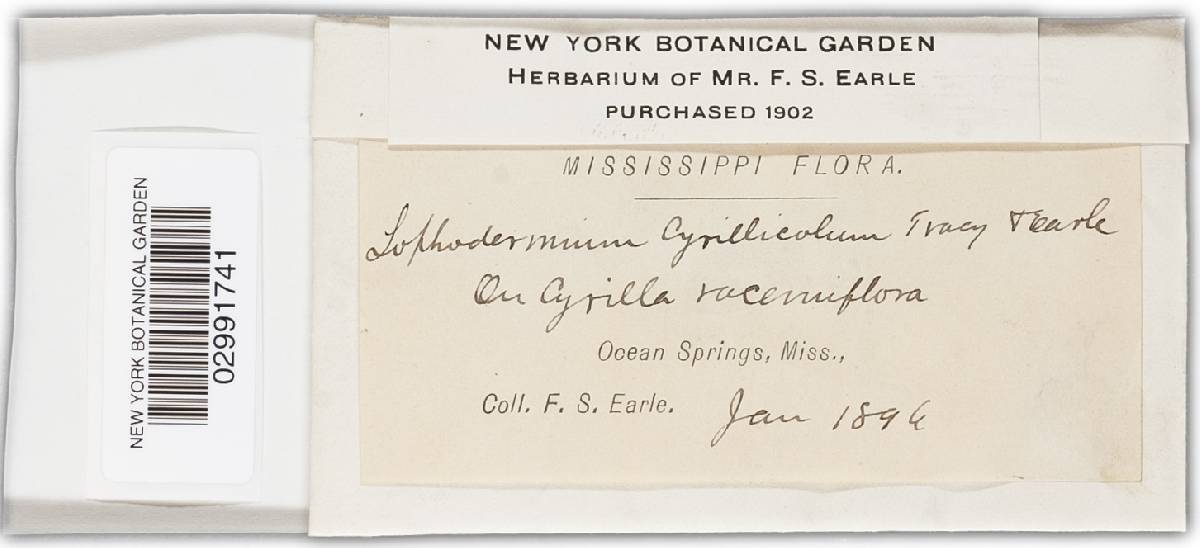 NEW YORK BOTANICAL GARDEN
HERBARIUM OF MR. F. S. EARLE
PURCHASED 1902
MISSISSIPPI FLORA.
Lophodermium Cyrillicolum Tracy & Earle
On Cyrilla racemiflora
Ocean Springs, Miss.,
Coll. F. S. Earle. Jan 1896
NEW YORK BOTANICAL GARDEN
02991741